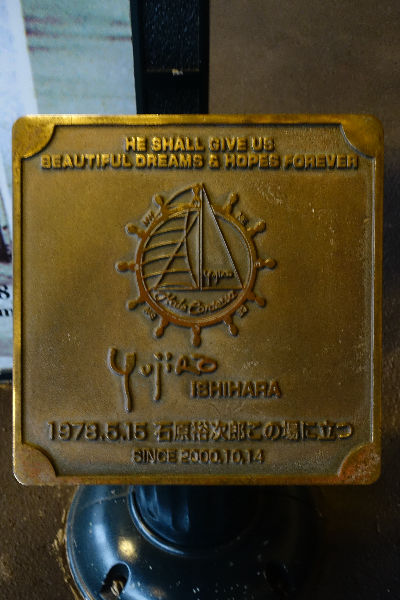 HE SHALL GIVE US
BEAUTIFUL DREAMS & HOPES FOREVER
Yujiro
Yujiro
ISHIHARA
1978.5.15 石原裕次郎この場に立つ
SINCE 2000.10.14